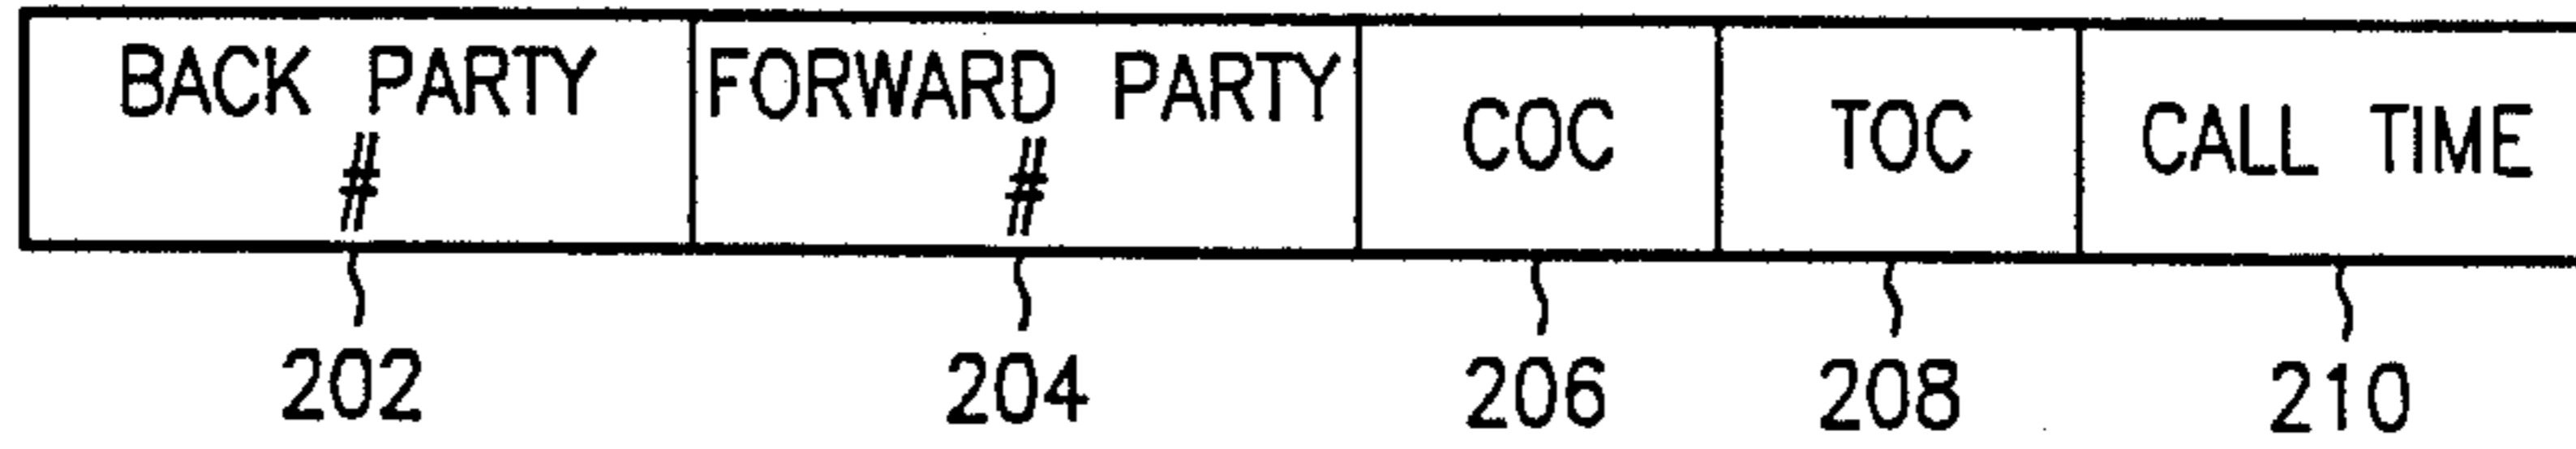 BACK PARTY
#
FORWARD PARTY
#
COC
TOC
CALL TIME
202
204
206
208
210